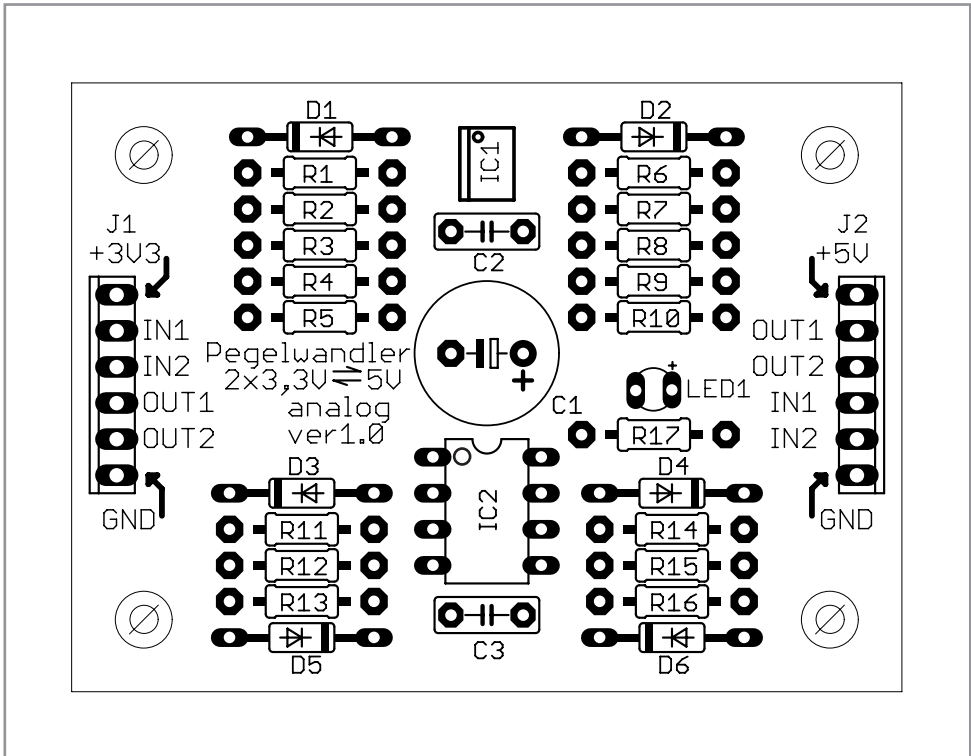 D1
D2
IC1
R1
R6
R2
R7
J1
J2
+3V3
R3
R8
+5V
C2
R4
R9
IN1
R5
R10
OUT1
Pegelwandler
2x3,3V⇌5V
analog
ver1.0
IN2
OUT2
+
+
LED1
OUT1
C1
IN1
OUT2
R17
IN2
D3
D4
GND
IC2
GND
R11
R14
R12
R15
R13
R16
D5
C3
D6